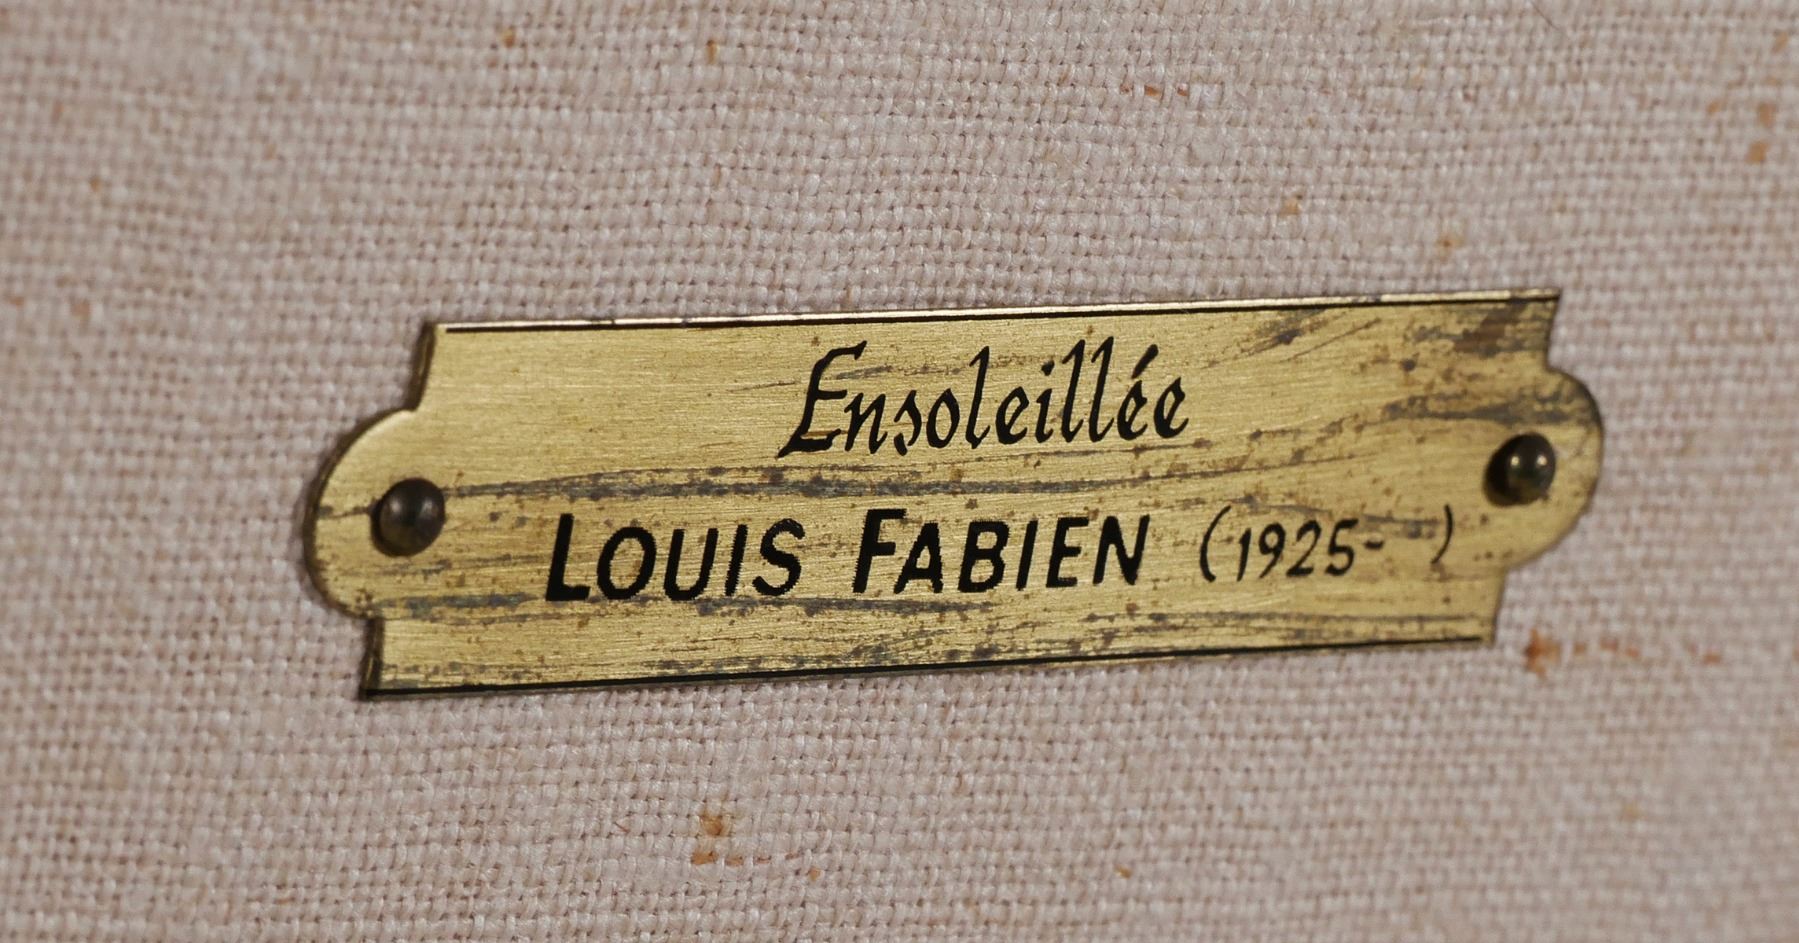 Ensoleillée
LOUIS FABIEN (1925- )